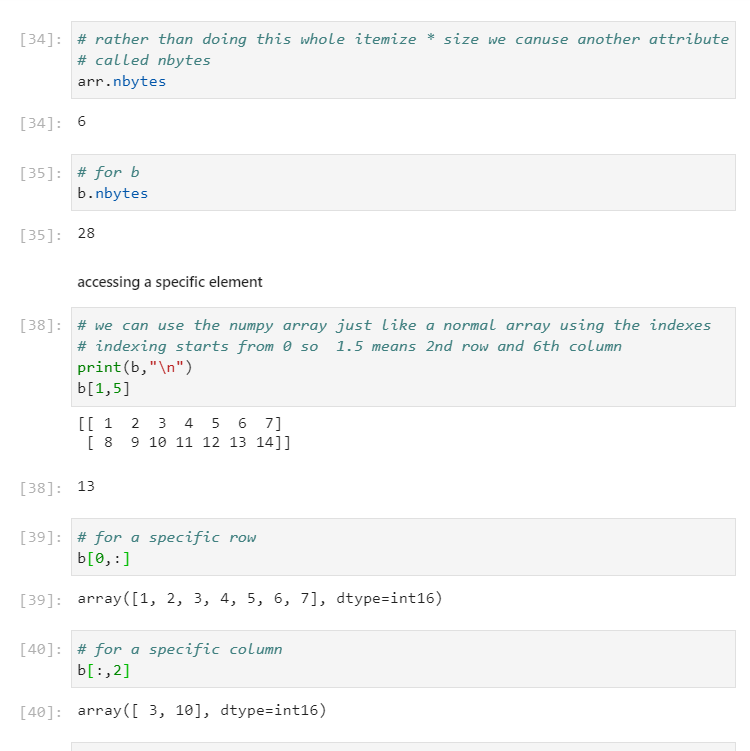 [34]: # rather than doing this whole itemize * size we canuse another attribute
# called nbytes
arr.nbytes
[34]: 6
[35]: # for b
b.nbytes
[35]: 28
accessing a specific element
[38]: # we can use the numpy array just like a normal array using the indexes
# indexing starts from 0 so  1.5 means 2nd row and 6th column
print(b,"\n")
b[1,5]
[[ 1  2  3  4  5  6  7]
 [ 8  9 10 11 12 13 14]]
[38]: 13
[39]: # for a specific row
b[0,:]
[39]: array([1, 2, 3, 4, 5, 6, 7], dtype=int16)
[40]: # for a specific column
b[:,2]
[40]: array([ 3, 10], dtype=int16)